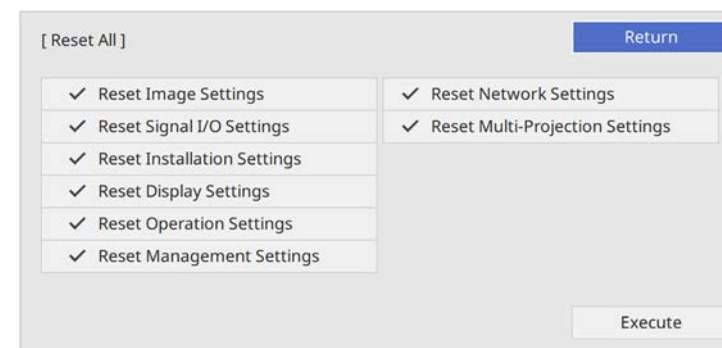 [ Reset All ]
Return
✓ Reset Image Settings
✓ Reset Signal I/O Settings
✓ Reset Installation Settings
✓ Reset Display Settings
✓ Reset Operation Settings
✓ Reset Management Settings
✓ Reset Network Settings
✓ Reset Multi-Projection Settings
Execute